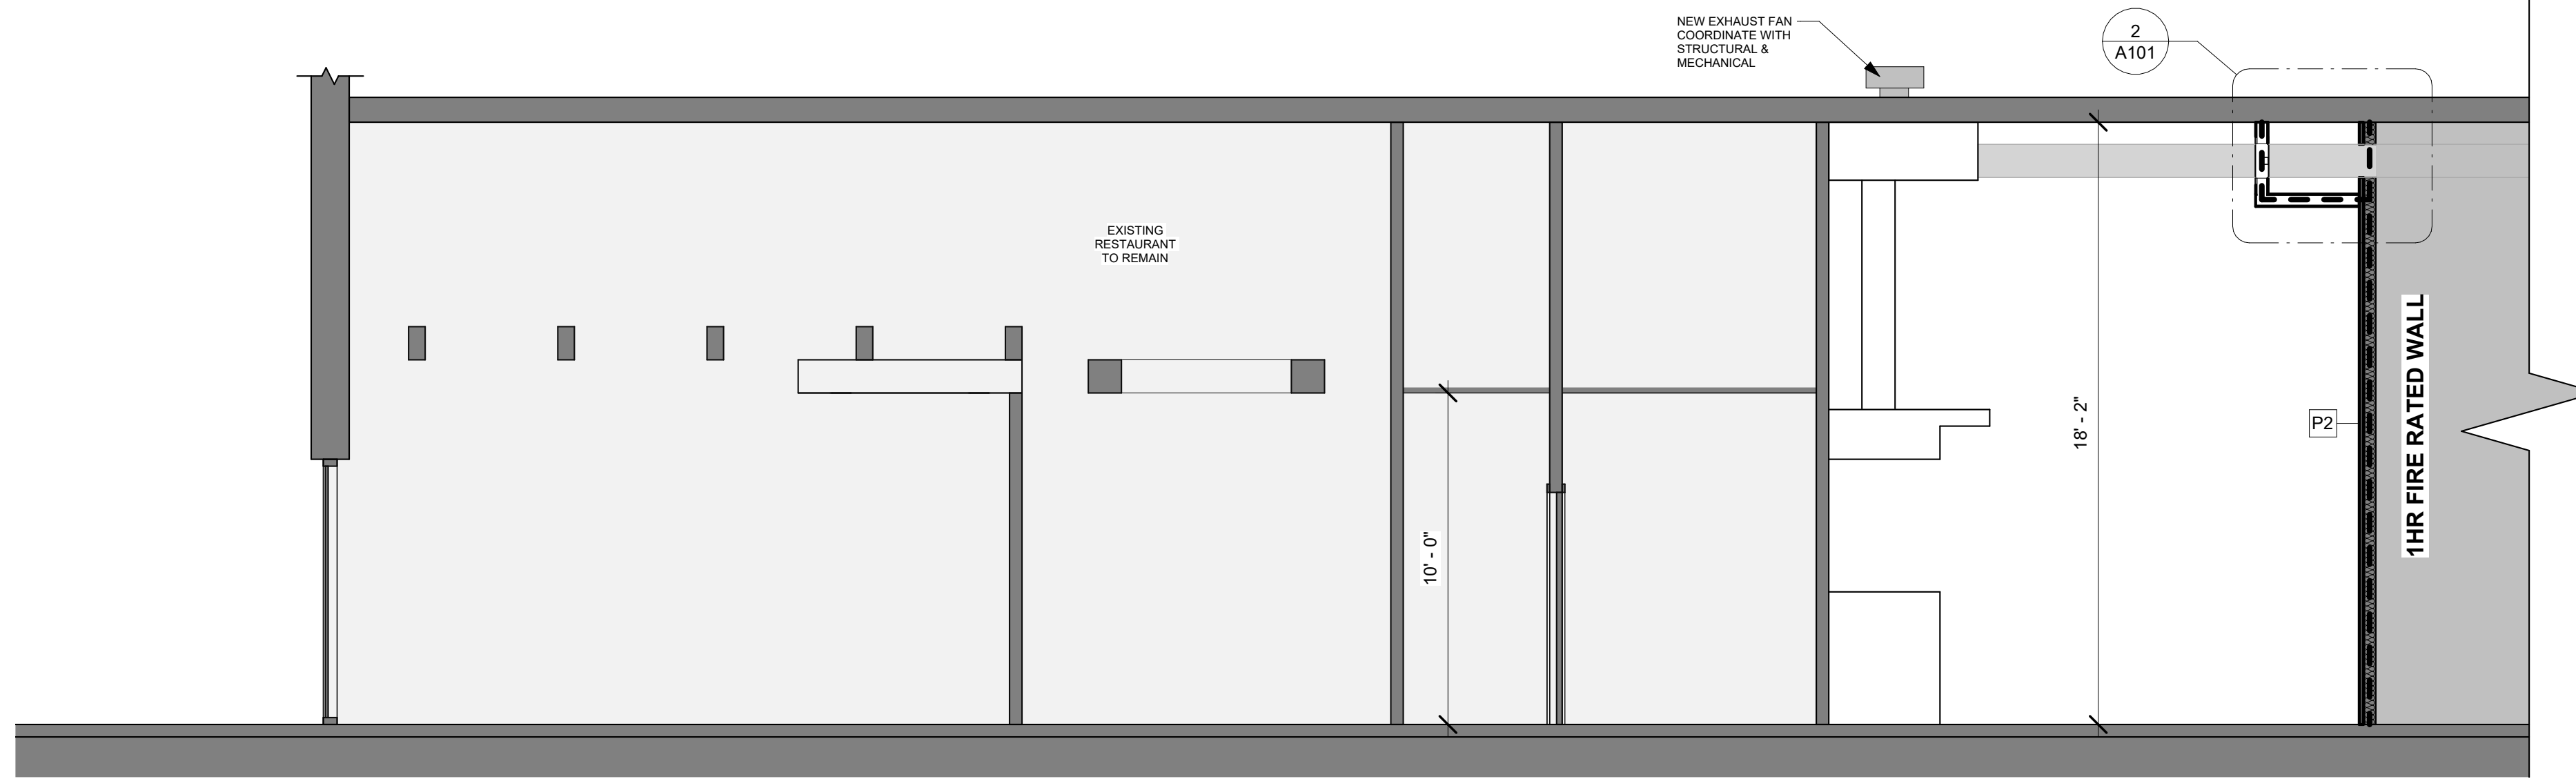 NEW EXHAUST FAN
COORDINATE WITH
STRUCTURAL &
MECHANICAL
2
A101
EXISTING
RESTAURANT
TO REMAIN
10' - 0"
18' - 2"
P2
1HR FIRE RATED WALL